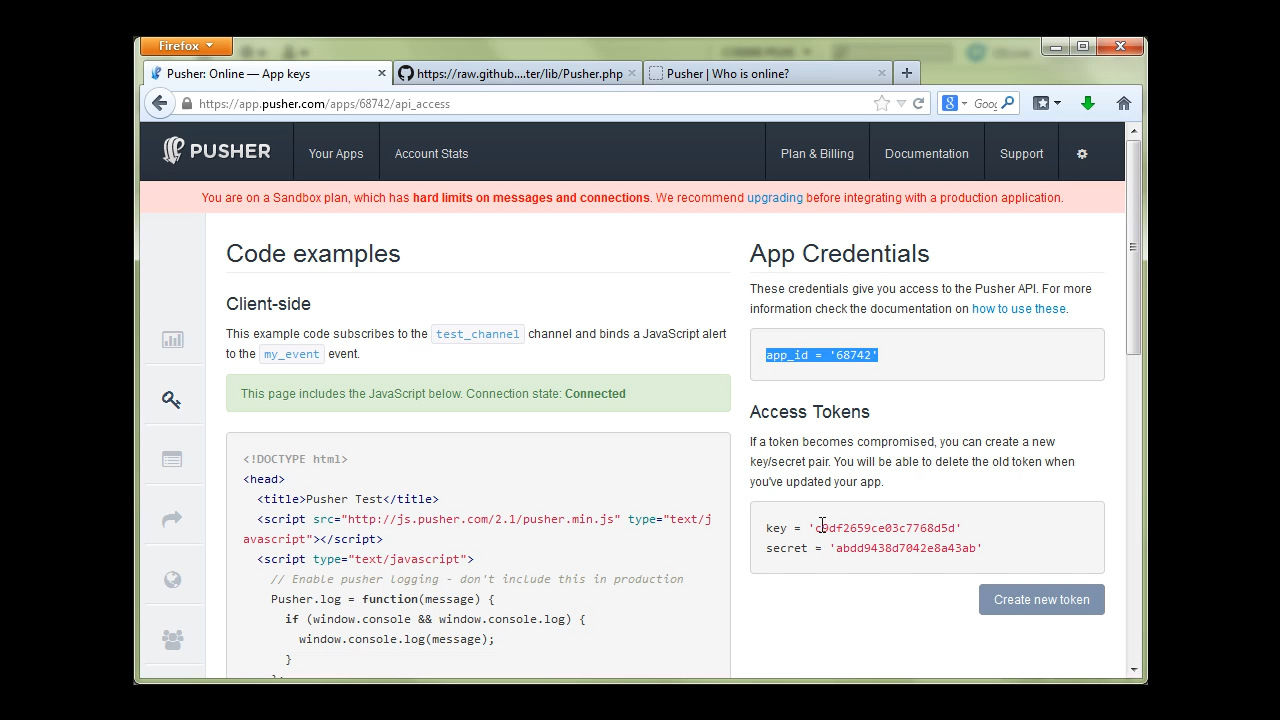 Firefox
Pusher: Online — App keys
https://raw.github....ter/lib/Pusher.php
Pusher | Who is online?
https://app.pusher.com/apps/68742/api_access
PUSHER
Your Apps
Account Stats
Plan & Billing
Documentation
Support
You are on a Sandbox plan, which has hard limits on messages and connections. We recommend upgrading before integrating with a production application.
Code examples
Client-side
This example code subscribes to the test_channel channel and binds a JavaScript alert
to the my_event event.
This page includes the JavaScript below. Connection state: Connected
<!DOCTYPE html>
<head>
<title>Pusher Test</title>
<script src="http://js.pusher.com/2.1/pusher.min.js" type="text/j
avascript"></script>
<script type="text/javascript">
// Enable pusher logging - don't include this in production
Pusher.log = function(message) {
if (window.console && window.console.log) {
window.console.log(message);
}
App Credentials
These credentials give you access to the Pusher API. For more
information check the documentation on how to use these.
app_id = '68742'
Access Tokens
If a token becomes compromised, you can create a new
key/secret pair. You will be able to delete the old token when
you've updated your app.
key = 'c9df2659ce03c7768d5d'
secret = 'abdd9438d7042e8a43ab'
Create new token